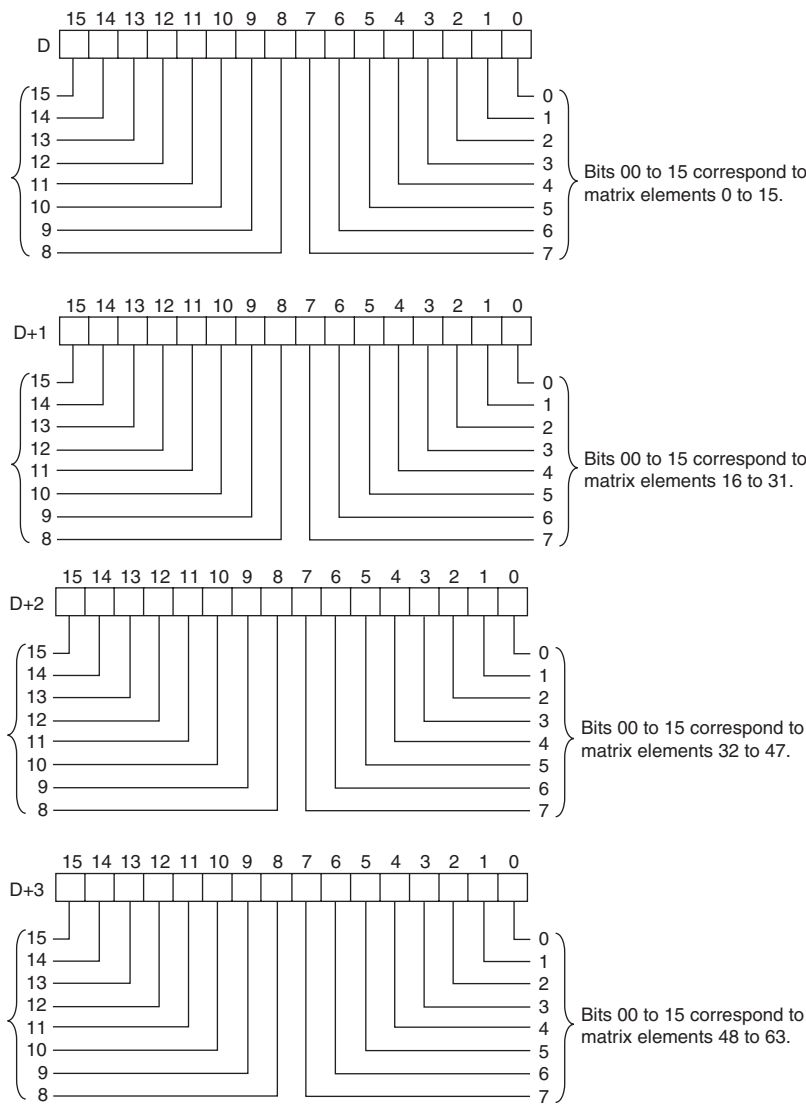 15 14 13 12 11 10 9 8 7 6 5 4 3 2 1 0
D
15 0
14 1
13 2
12 3
11 4
10 5
9 6
8 7
Bits 00 to 15 correspond to
matrix elements 0 to 15.
15 14 13 12 11 10 9 8 7 6 5 4 3 2 1 0
D+1
15 0
14 1
13 2
12 3
11 4
10 5
9 6
8 7
Bits 00 to 15 correspond to
matrix elements 16 to 31.
15 14 13 12 11 10 9 8 7 6 5 4 3 2 1 0
D+2
15 0
14 1
13 2
12 3
11 4
10 5
9 6
8 7
Bits 00 to 15 correspond to
matrix elements 32 to 47.
15 14 13 12 11 10 9 8 7 6 5 4 3 2 1 0
D+3
15 0
14 1
13 2
12 3
11 4
10 5
9 6
8 7
Bits 00 to 15 correspond to
matrix elements 48 to 63.